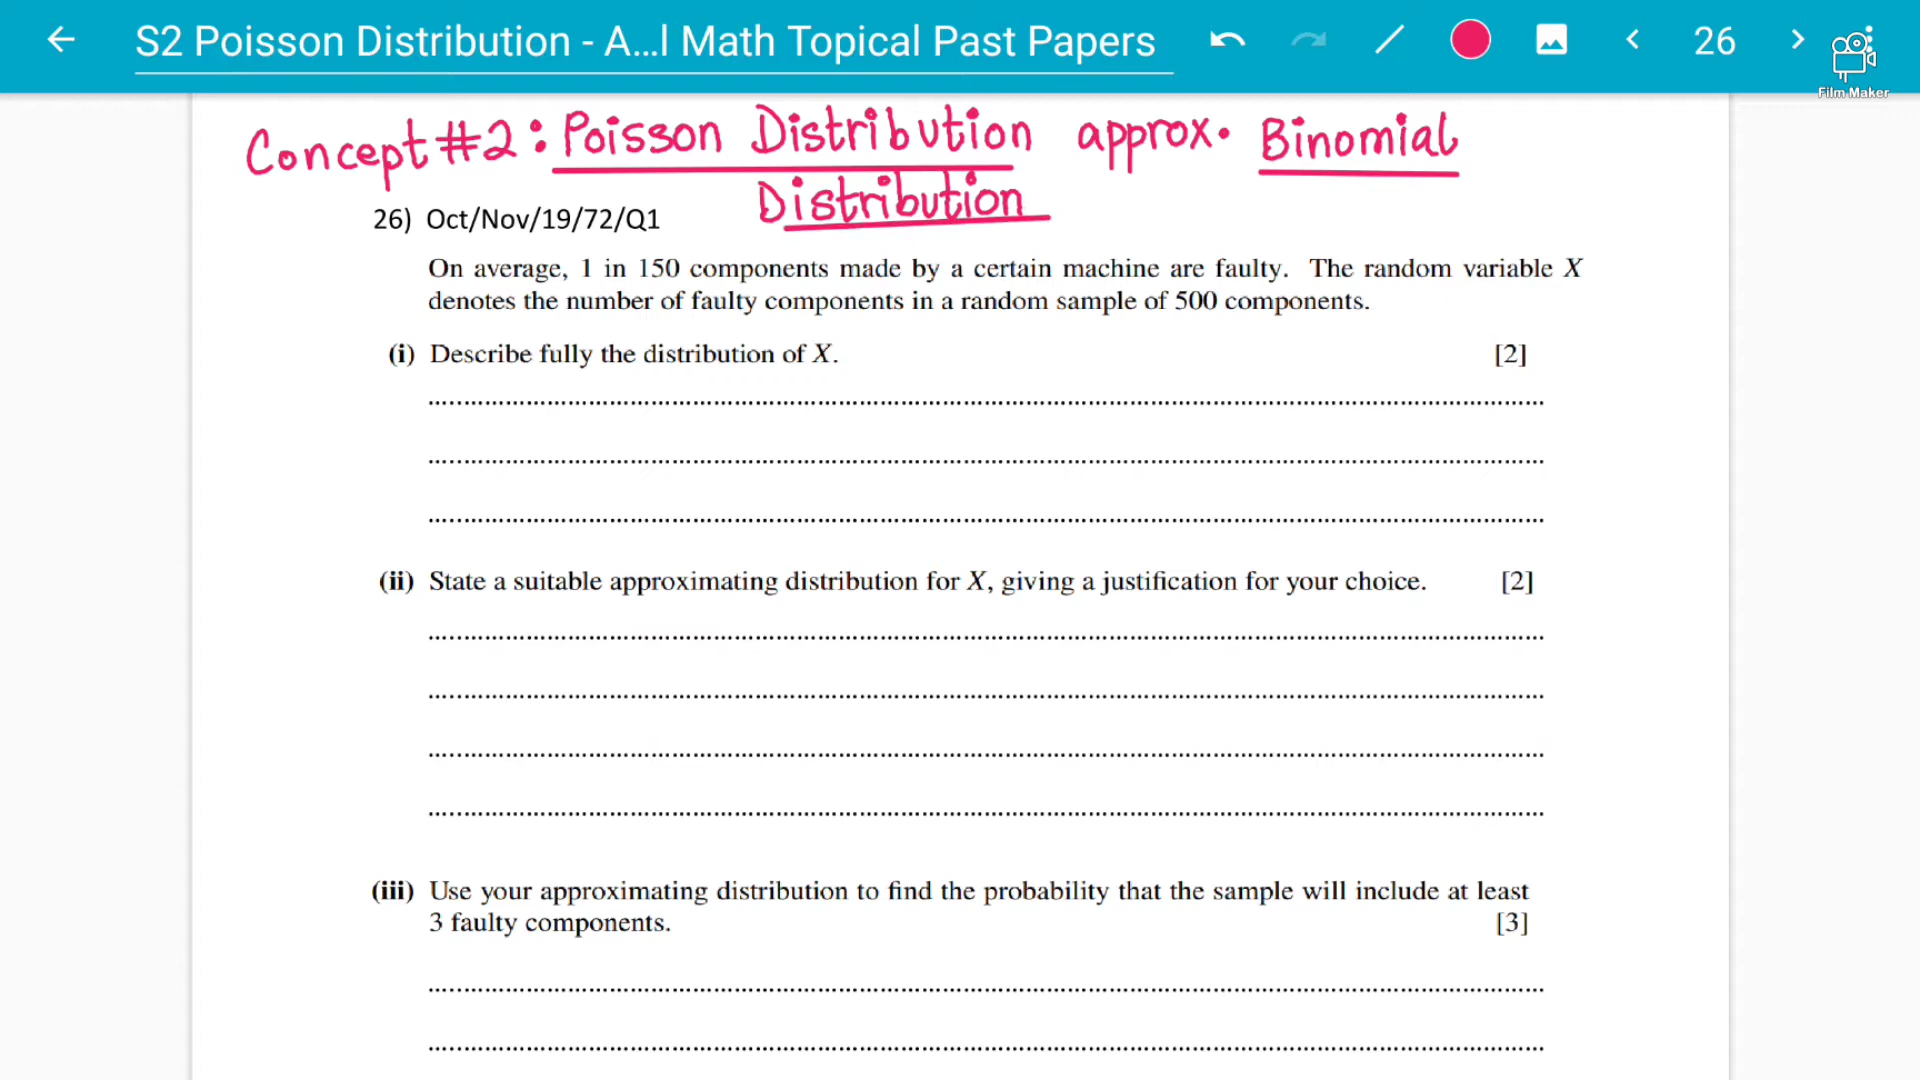 S2 Poisson Distribution - A...l Math Topical Past Papers
26
Film Maker
Concept #2: Poisson Distribution approx. Binomial
Distribution
26) Oct/Nov/19/72/Q1
On average, 1 in 150 components made by a certain machine are faulty. The random variable X
denotes the number of faulty components in a random sample of 500 components.
(i) Describe fully the distribution of X. [2]
(ii) State a suitable approximating distribution for X, giving a justification for your choice. [2]
(iii) Use your approximating distribution to find the probability that the sample will include at least
3 faulty components. [3]